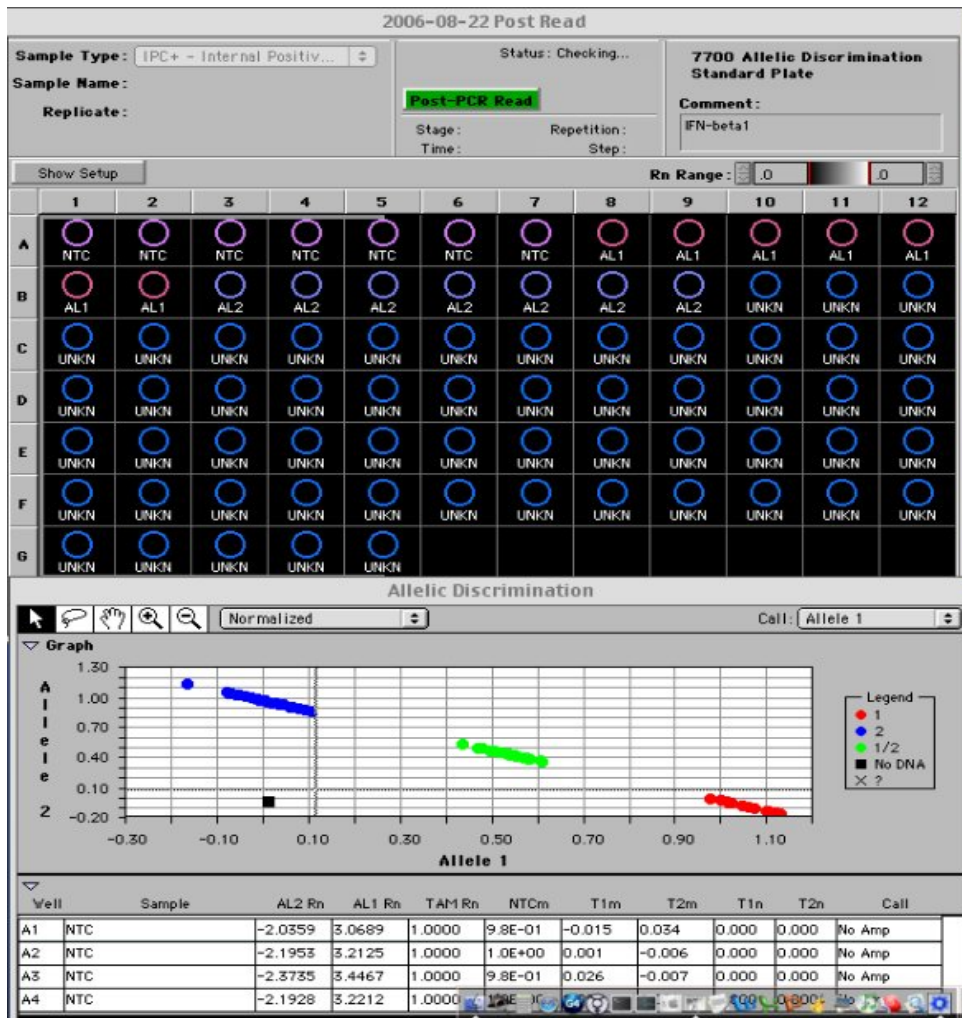 2006-08-22 Post Read
Sample Type: IPC+ - Internal Positiv...
Sample Name:
Replicate:
Status: Checking...
Post-PCR Read
Stage: Repetition:
Time: Step:
7700 Allelic Discrimination
Standard Plate
Comment:
IFN-beta1
Show Setup
Rn Range: .0 .0
1 2 3 4 5 6 7 8 9 10 11 12
A
NTC NTC NTC NTC NTC NTC NTC AL1 AL1 AL1 AL1 AL1
B
AL1 AL1 AL2 AL2 AL2 AL2 AL2 AL2 AL2 UNKN UNKN UNKN
C
UNKN UNKN UNKN UNKN UNKN UNKN UNKN UNKN UNKN UNKN UNKN UNKN
D
UNKN UNKN UNKN UNKN UNKN UNKN UNKN UNKN UNKN UNKN UNKN UNKN
E
UNKN UNKN UNKN UNKN UNKN UNKN UNKN UNKN UNKN UNKN UNKN UNKN
F
UNKN UNKN UNKN UNKN UNKN UNKN UNKN UNKN UNKN UNKN UNKN UNKN
G
UNKN UNKN UNKN UNKN UNKN
Allelic Discrimination
Normalized
Call: Allele 1
Graph
Allele 2
1.30
1.00
0.70
0.40
0.10
-0.20
-0.30 -0.10 0.10 0.30 0.50 0.70 0.90 1.10
Allele 1
Legend
1
2
1/2
No DNA
?
Well Sample AL2 Rn AL1 Rn TAM Rn NTCm T1m T2m T1n T2n Call
A1 NTC -2.0359 3.0689 1.0000 9.8E-01 -0.015 0.034 0.000 0.000 No Amp
A2 NTC -2.1953 3.2125 1.0000 1.0E+00 0.001 -0.006 0.000 0.000 No Amp
A3 NTC -2.3735 3.4467 1.0000 9.8E-01 0.026 -0.007 0.000 0.000 No Amp
A4 NTC -2.1928 3.2212 1.0000